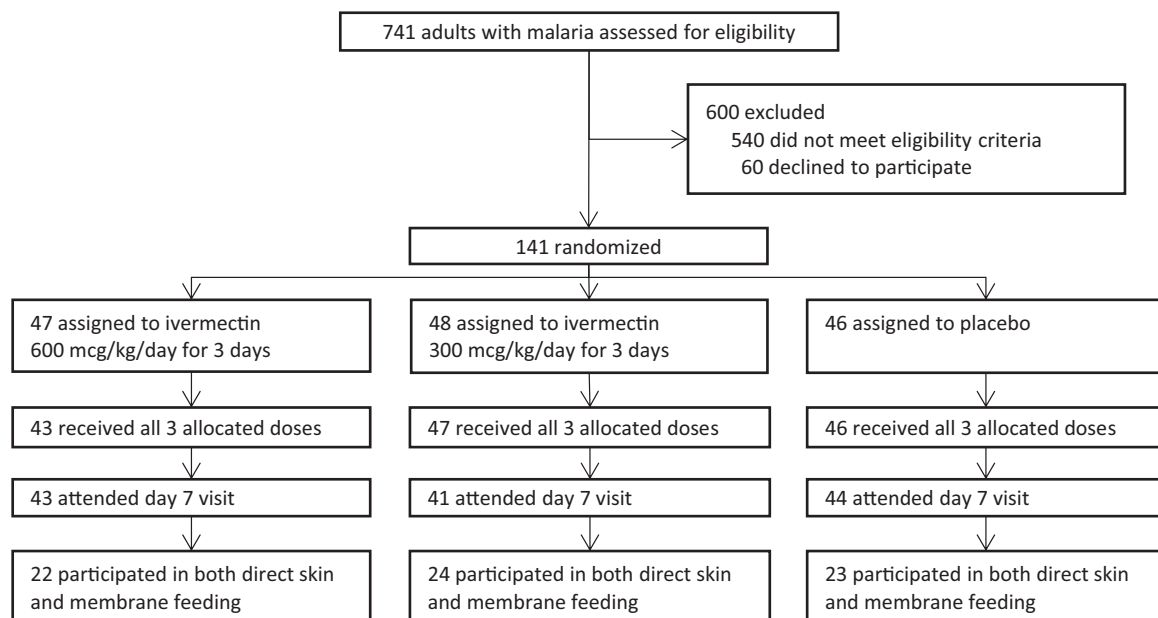 741 adults with malaria assessed for eligibility
600 excluded
540 did not meet eligibility criteria
60 declined to participate
141 randomized
47 assigned to ivermectin
600 mcg/kg/day for 3 days
48 assigned to ivermectin
300 mcg/kg/day for 3 days
46 assigned to placebo
43 received all 3 allocated doses
47 received all 3 allocated doses
46 received all 3 allocated doses
43 attended day 7 visit
41 attended day 7 visit
44 attended day 7 visit
22 participated in both direct skin
and membrane feeding
24 participated in both direct skin
and membrane feeding
23 participated in both direct skin
and membrane feeding